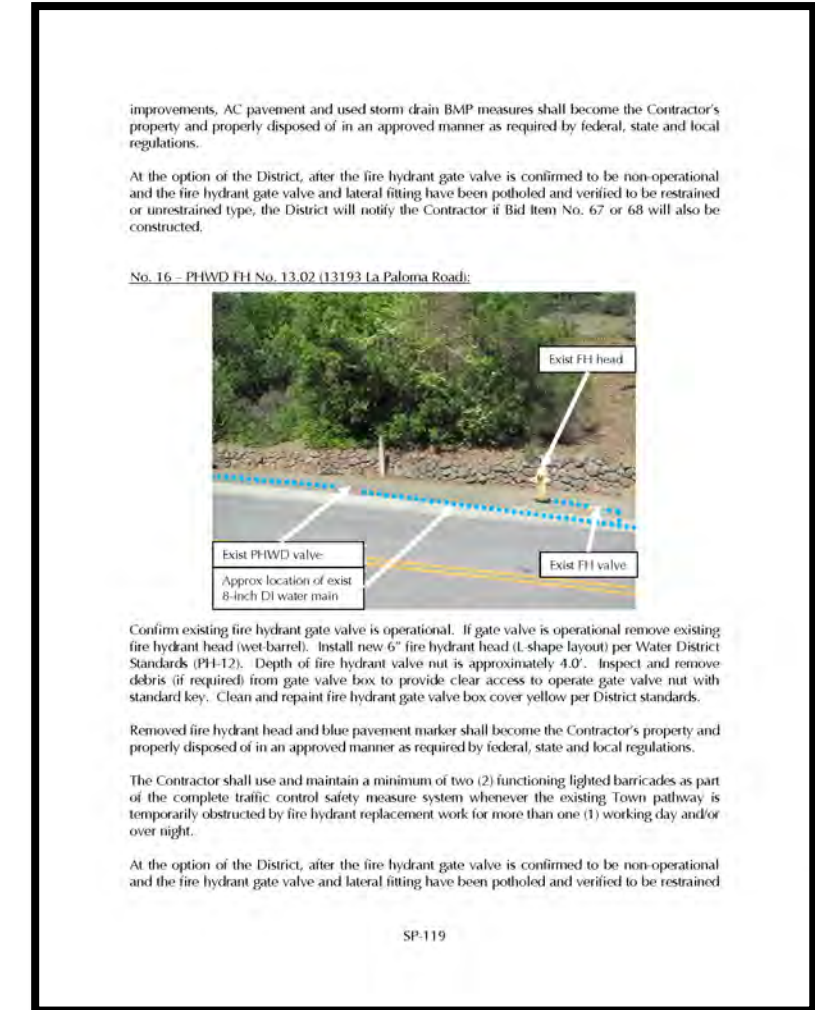 improvements, AC pavement and used storm drain BMP measures shall become the Contractor's
property and properly disposed of in an approved manner as required by federal, state and local
regulations.
At the option of the District, after the fire hydrant gate valve is confirmed to be non-operational
and the fire hydrant gate valve and lateral fitting have been potholed and verified to be restrained
or unrestrained type, the District will notify the Contractor if Bid Item No. 67 or 68 will also be
constructed.
No. 16 – PHWD FH No. 13.02 (13193 La Paloma Road):
Exist FH head
Exist PHWD valve
Exist FH valve
Approx location of exist
8-inch DI water main
Confirm existing fire hydrant gate valve is operational. If gate valve is operational remove existing
fire hydrant head (wet-barrel). Install new 6" fire hydrant head (L-shape layout) per Water District
Standards (PH-12). Depth of fire hydrant valve nut is approximately 4.0'. Inspect and remove
debris (if required) from gate valve box to provide clear access to operate gate valve nut with
standard key. Clean and repaint fire hydrant gate valve box cover yellow per District standards.
Removed fire hydrant head and blue pavement marker shall become the Contractor's property and
properly disposed of in an approved manner as required by federal, state and local regulations.
The Contractor shall use and maintain a minimum of two (2) functioning lighted barricades as part
of the complete traffic control safety measure system whenever the existing Town pathway is
temporarily obstructed by fire hydrant replacement work for more than one (1) working day and/or
over night.
At the option of the District, after the fire hydrant gate valve is confirmed to be non-operational
and the fire hydrant gate valve and lateral fitting have been potholed and verified to be restrained
SP-119